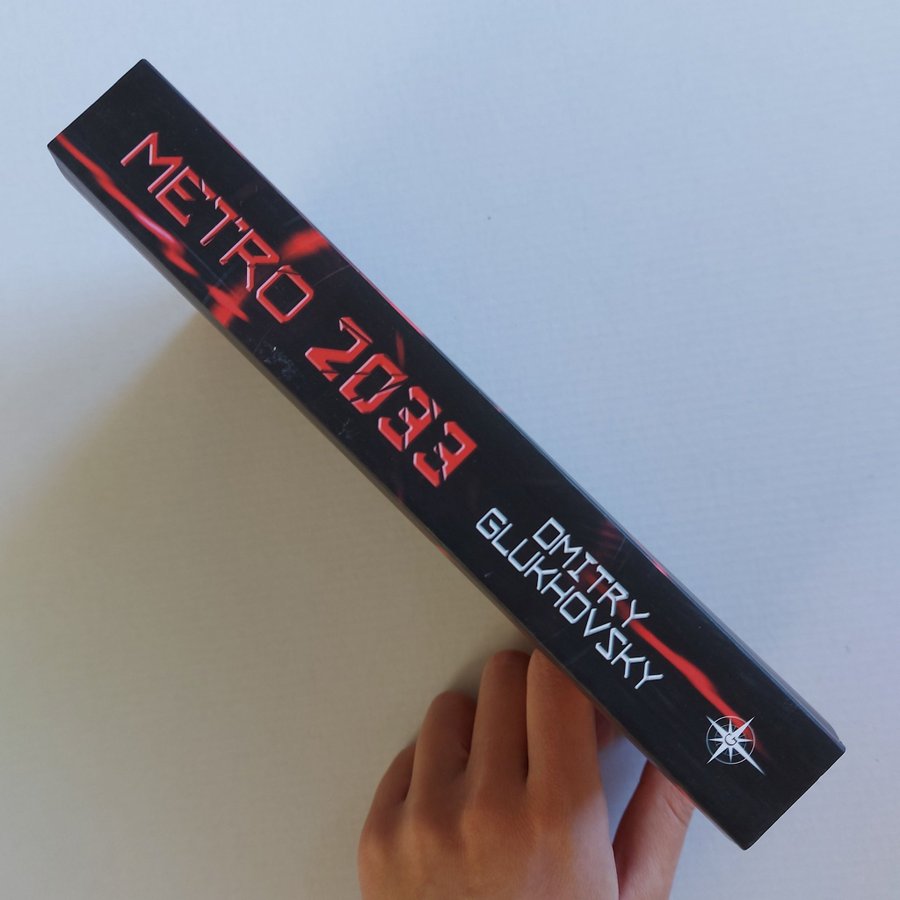 METRO 2033
DMITRY
GLUKHOVSKY
G